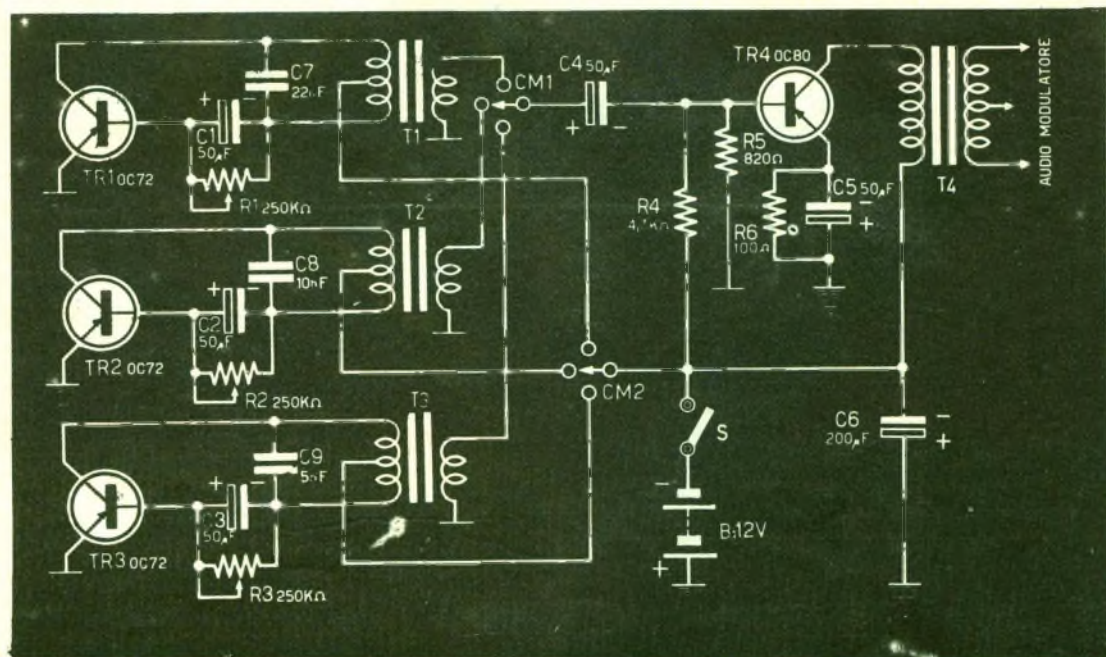 C7
22nF
C1
50µF
TR1 OC72
R1 250KΩ
T1
CM1
C4 50µF
TR4 OC80
T4
AUDIO MODULATORE
R5
820Ω
R4
R6
100Ω
C5 50µF
C8
10nF
C2
50µF
TR2 OC72
R2 250KΩ
T2
CM2
C9
5nF
C3
50µF
TR3 OC72
R3 250KΩ
T3
S
B:12V
C6
200µF